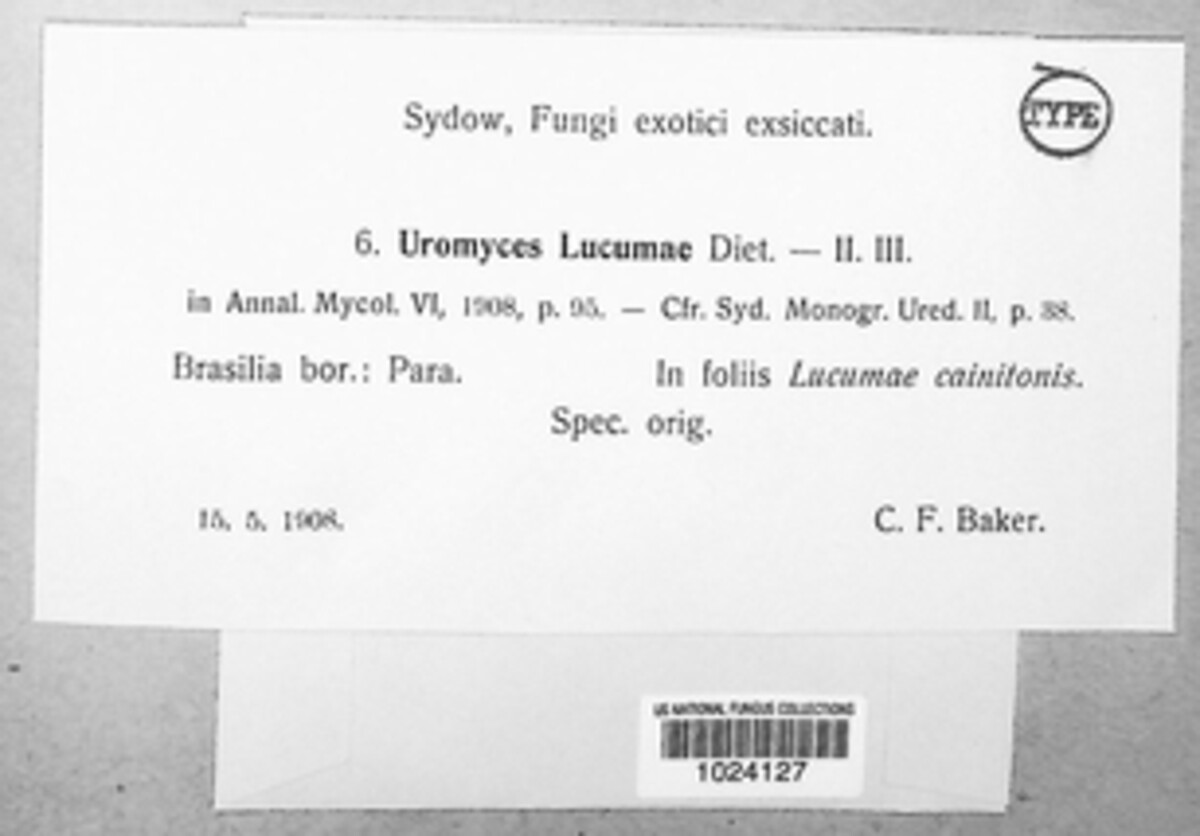 TYPE
Sydow, Fungi exotici exsiccati.
6. Uromyces Lucumae Diet. — II. III.
in Annal. Mycol. VI, 1908, p. 95. — Cfr. Syd. Monogr. Ured. II, p. 38.
Brasilia bor.: Para. In foliis Lucumae cainitonis.
Spec. orig.
15. 5. 1908. C. F. Baker.
US NATIONAL FUNGUS COLLECTIONS
1024127